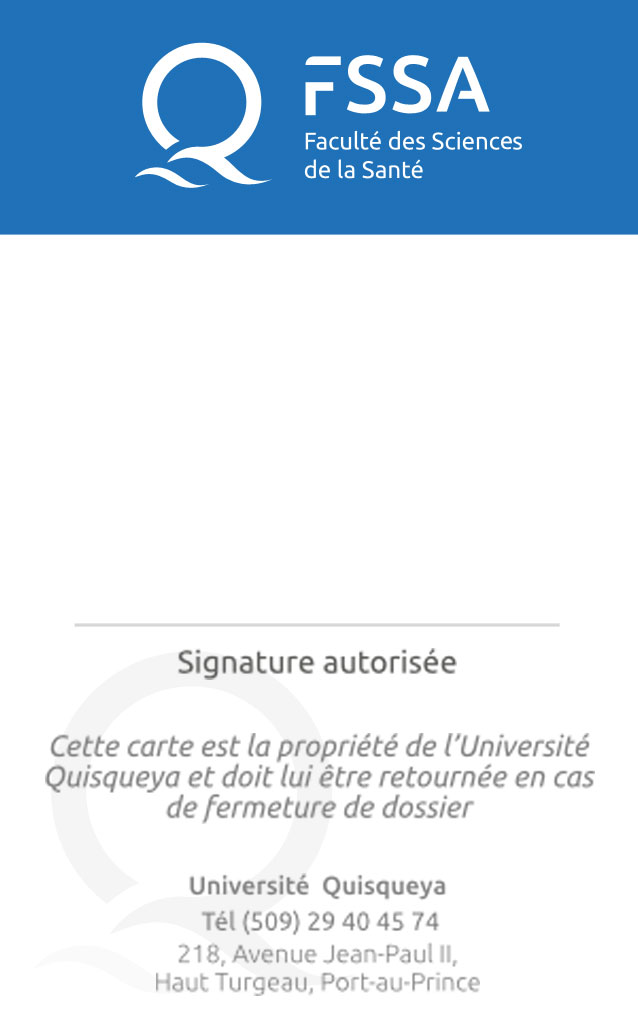 FSSA
Faculté des Sciences
de la Santé
Signature autorisée
Cette carte est la propriété de l'Université
Quisqueya et doit lui être retournée en cas
de fermeture de dossier
Université Quisqueya
Tél (509) 29 40 45 74
218, Avenue Jean-Paul II,
Haut Turgeau, Port-au-Prince